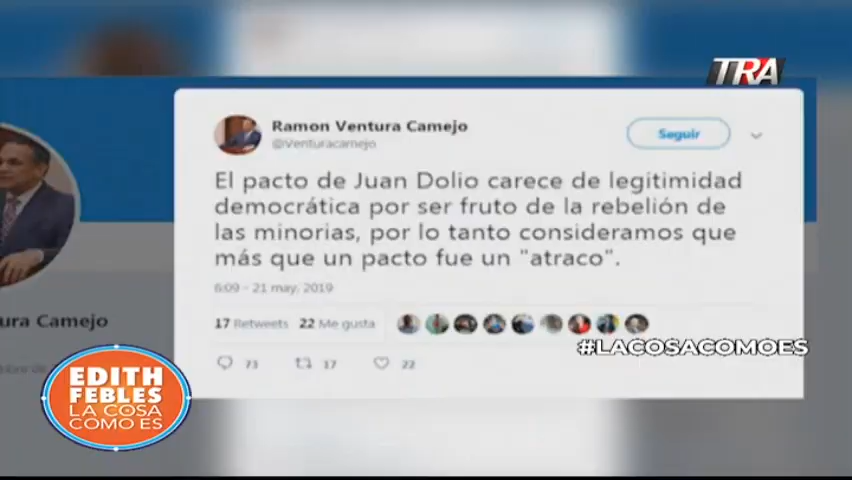 TRA
Ramon Ventura Camejo
@Venturacamejo
Seguir
El pacto de Juan Dolio carece de legitimidad
democrática por ser fruto de la rebelión de
las minorias, por lo tanto consideramos que
más que un pacto fue un "atraco".
6:09 - 21 may. 2019
17 Retweets 22 Me gusta
73 17 22
ura Camejo
#LACOSACOMOES
EDITH
FEBLES
LA COSA
COMO ES